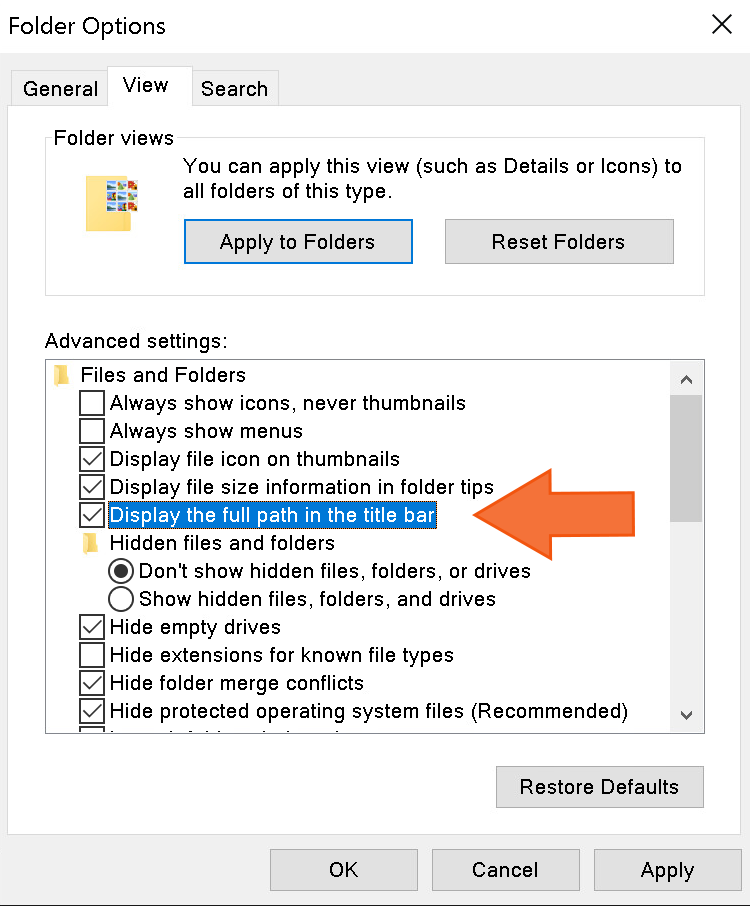 Folder Options
General
View
Search
Folder views
You can apply this view (such as Details or Icons) to
all folders of this type.
Apply to Folders
Reset Folders
Advanced settings:
Files and Folders
Always show icons, never thumbnails
Always show menus
Display file icon on thumbnails
Display file size information in folder tips
Display the full path in the title bar
Hidden files and folders
Don't show hidden files, folders, or drives
Show hidden files, folders, and drives
Hide empty drives
Hide extensions for known file types
Hide folder merge conflicts
Hide protected operating system files (Recommended)
Restore Defaults
OK
Cancel
Apply